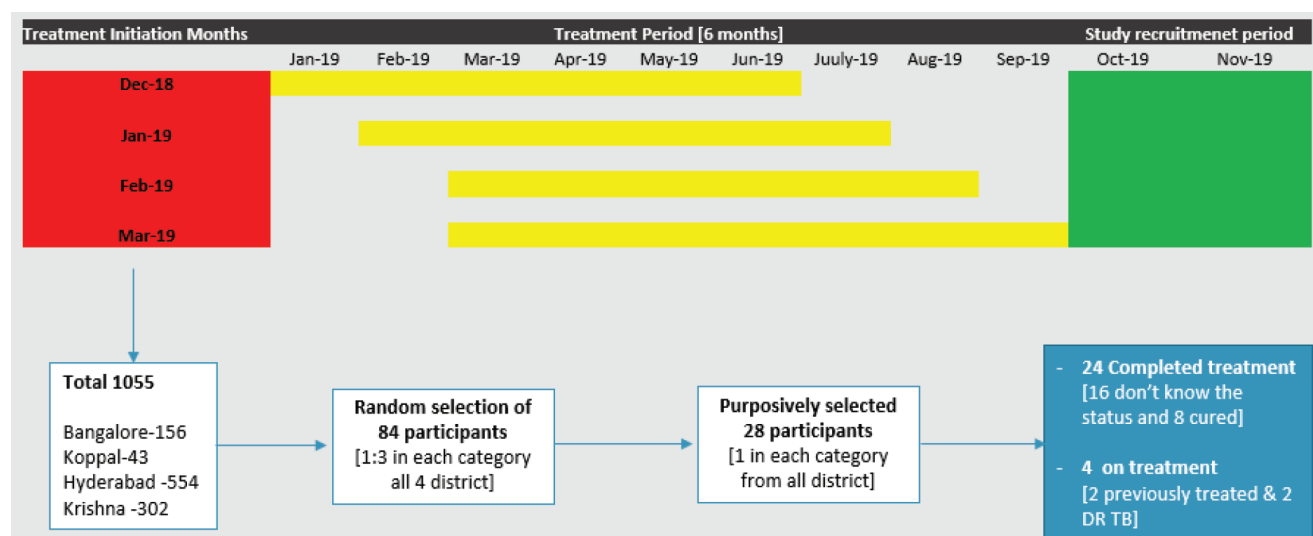 Treatment Initiation Months Treatment Period [6 months] Study recruitmenet period
Jan-19 Feb-19 Mar-19 Apr-19 May-19 Jun-19 Juuly-19 Aug-19 Sep-19 Oct-19 Nov-19
Dec-18
Jan-19
Feb-19
Mar-19
Total 1055
Bangalore-156
Koppal-43
Hyderabad -554
Krishna -302
Random selection of
84 participants
[1:3 in each category
all 4 district]
Purposively selected
28 participants
[1 in each category
from all district]
- 24 Completed treatment
[16 don't know the
status and 8 cured]
- 4 on treatment
[2 previously treated & 2
DR TB]